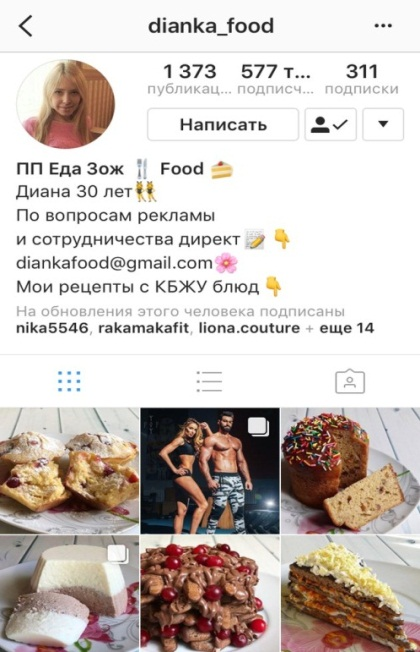 dianka_food
1 373 577 т... 311
публикац... подписч... подписки
Написать
ПП Еда Зож Food
Диана 30 лет
По вопросам рекламы
и сотрудничества директ
diankafood@gmail.com
Мои рецепты с КБЖУ блюд
На обновления этого человека подписаны
nika5546, rakamakafit, liona.couture + еще 14